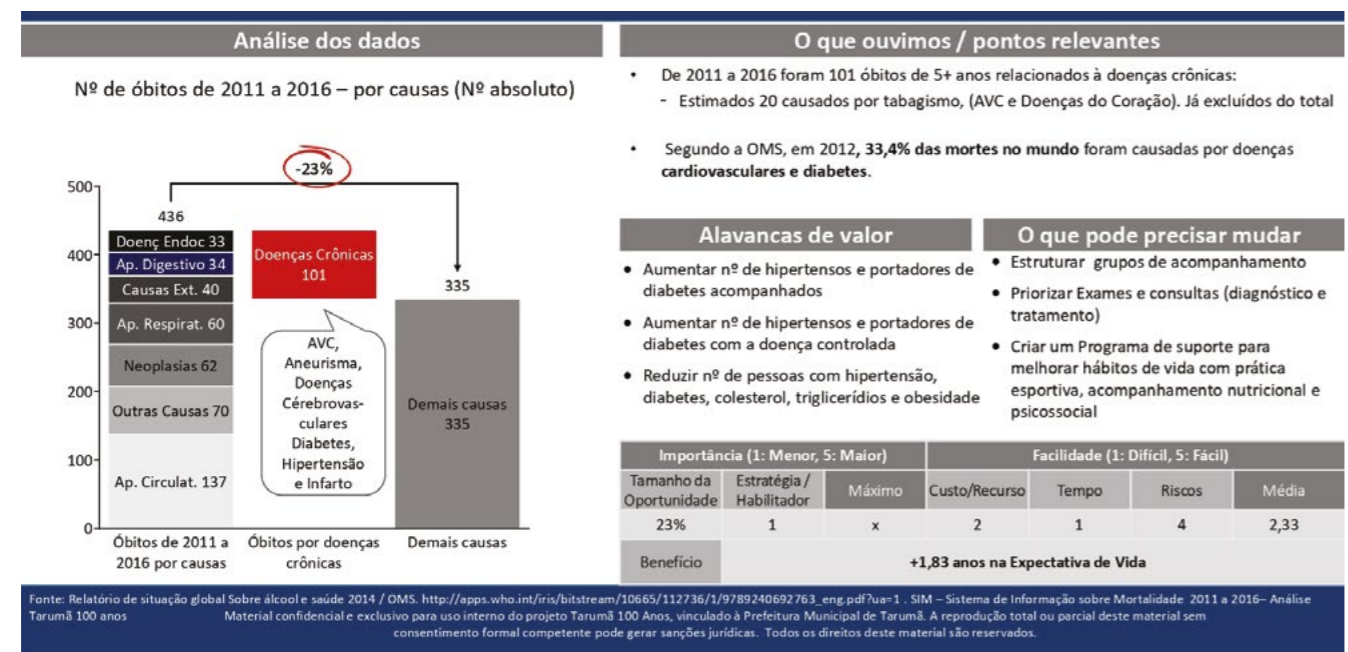 Análise dos dados
Nº de óbitos de 2011 a 2016 – por causas (Nº absoluto)
-23%
500
400
300
200
100
0
436
Doenç Endoc 33
Ap. Digestivo 34
Causas Ext. 40
Ap. Respirat. 60
Neoplasias 62
Outras Causas 70
Ap. Circulat. 137
Doenças Crônicas
101
AVC,
Aneurisma,
Doenças
Cérebrovas-
culares
Diabetes,
Hipertensão
e Infarto
335
Demais causas
335
Óbitos de 2011 a
2016 por causas
Óbitos por doenças
crônicas
Demais causas
O que ouvimos / pontos relevantes
• De 2011 a 2016 foram 101 óbitos de 5+ anos relacionados à doenças crônicas:
- Estimados 20 causados por tabagismo, (AVC e Doenças do Coração). Já excluídos do total
• Segundo a OMS, em 2012, 33,4% das mortes no mundo foram causadas por doenças
cardiovasculares e diabetes.
Alavancas de valor
• Aumentar nº de hipertensos e portadores de
diabetes acompanhados
• Aumentar nº de hipertensos e portadores de
diabetes com a doença controlada
• Reduzir nº de pessoas com hipertensão,
diabetes, colesterol, triglicerídios e obesidade
O que pode precisar mudar
• Estruturar grupos de acompanhamento
• Priorizar Exames e consultas (diagnóstico e
tratamento)
• Criar um Programa de suporte para
melhorar hábitos de vida com prática
esportiva, acompanhamento nutricional e
psicossocial
Importância (1: Menor, 5: Maior) Facilidade (1: Difícil, 5: Fácil)
Tamanho da Oportunidade Estratégia / Habilitador Máximo Custo/Recurso Tempo Riscos Média
23% 1 x 2 1 4 2,33
Benefício +1,83 anos na Expectativa de Vida
Fonte: Relatório de situação global Sobre álcool e saúde 2014 / OMS. http://apps.who.int/iris/bitstream/10665/112736/1/9789240692763_eng.pdf?ua=1 . SIM – Sistema de Informação sobre Mortalidade 2011 a 2016– Análise
Tarumã 100 anos Material confidencial e exclusivo para uso interno do projeto Tarumã 100 Anos, vinculado à Prefeitura Municipal de Tarumã. A reprodução total ou parcial deste material sem
consentimento formal competente pode gerar sanções jurídicas. Todos os direitos deste material são reservados.